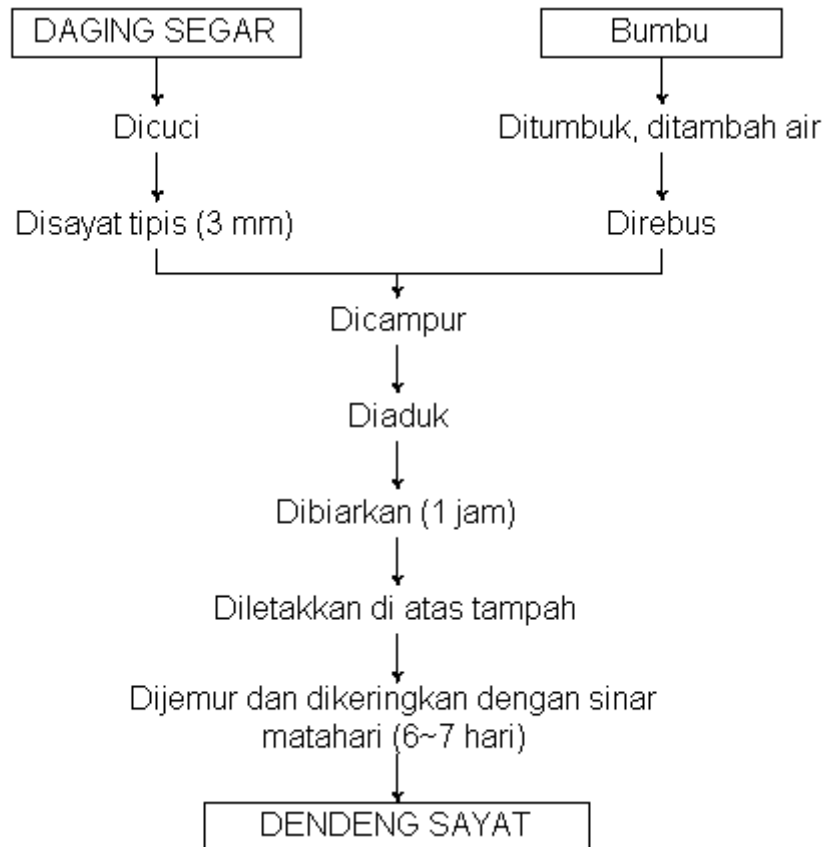 DAGING SEGAR
Bumbu
Dicuci
Ditumbuk, ditambah air
Disayat tipis (3 mm)
Direbus
Dicampur
Diaduk
Dibiarkan (1 jam)
Diletakkan di atas tampah
Dijemur dan dikeringkan dengan sinar
matahari (6~7 hari)
DENDENG SAYAT